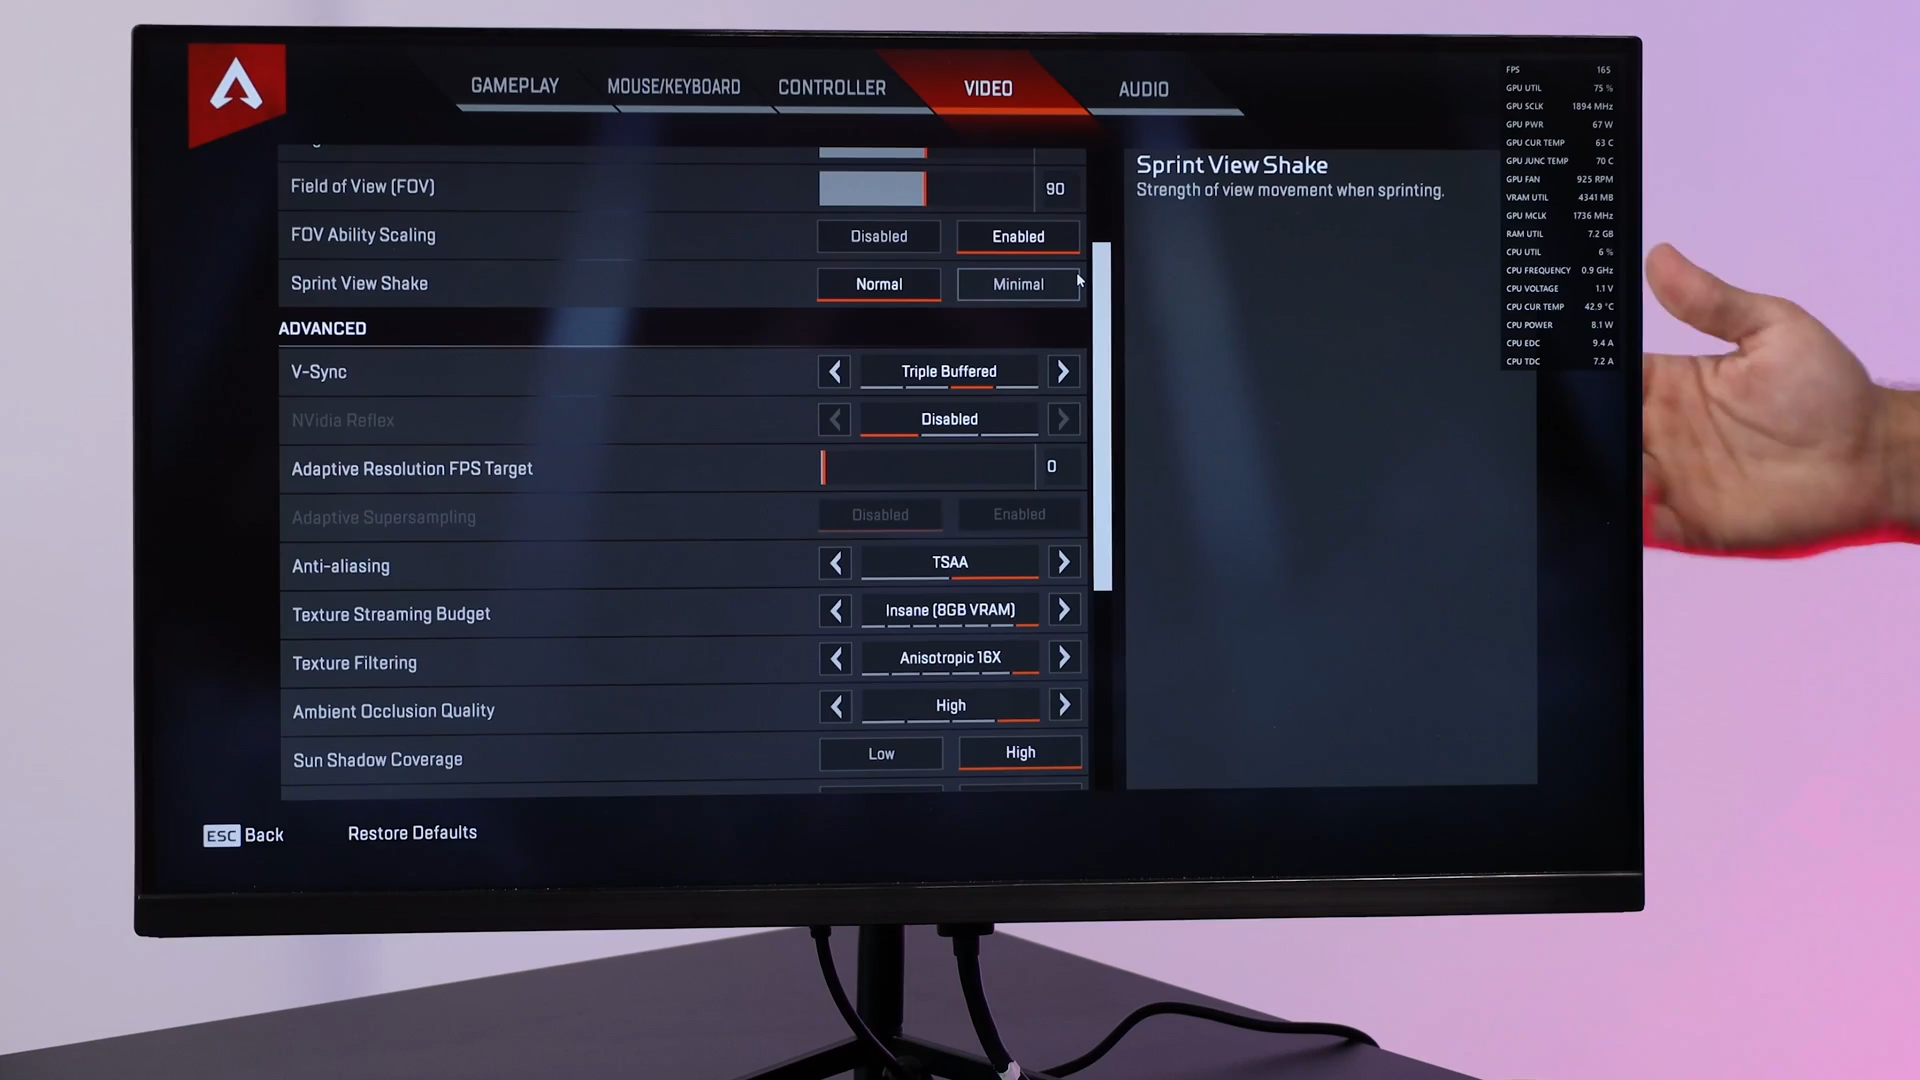 GAMEPLAY MOUSE/KEYBOARD CONTROLLER VIDEO AUDIO
Field of View (FOV) 90
FOV Ability Scaling Disabled Enabled
Sprint View Shake Normal Minimal
ADVANCED
V-Sync Triple Buffered
NVidia Reflex Disabled
Adaptive Resolution FPS Target 0
Adaptive Supersampling Disabled Enabled
Anti-aliasing TSAA
Texture Streaming Budget Insane (8GB VRAM)
Texture Filtering Anisotropic 16X
Ambient Occlusion Quality High
Sun Shadow Coverage Low High
ESC Back Restore Defaults
Sprint View Shake
Strength of view movement when sprinting.
FPS 165
GPU UTIL 75 %
GPU SCLK 1894 MHz
GPU PWR 67 W
GPU CUR TEMP 63 C
GPU JUNC TEMP 70 C
GPU FAN 925 RPM
VRAM UTIL 4341 MB
GPU MCLK 1736 MHz
RAM UTIL 7.2 GB
CPU UTIL 6 %
CPU FREQUENCY 0.9 GHz
CPU VOLTAGE 1.1 V
CPU CUR TEMP 42.9 °C
CPU POWER 8.1 W
CPU EDC 9.4 A
CPU TDC 7.2 A